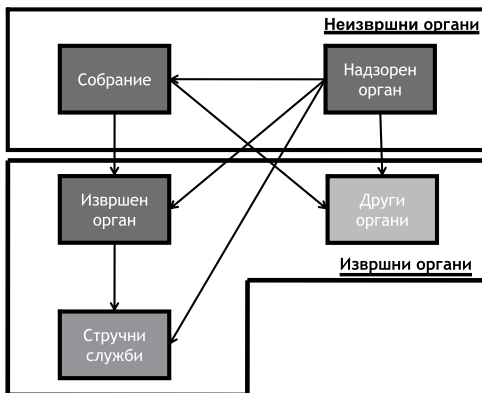 Неизвршни органи
Собрание
Надзорен
орган
Извршен
орган
Други
органи
Извршни органи
Стручни
служби